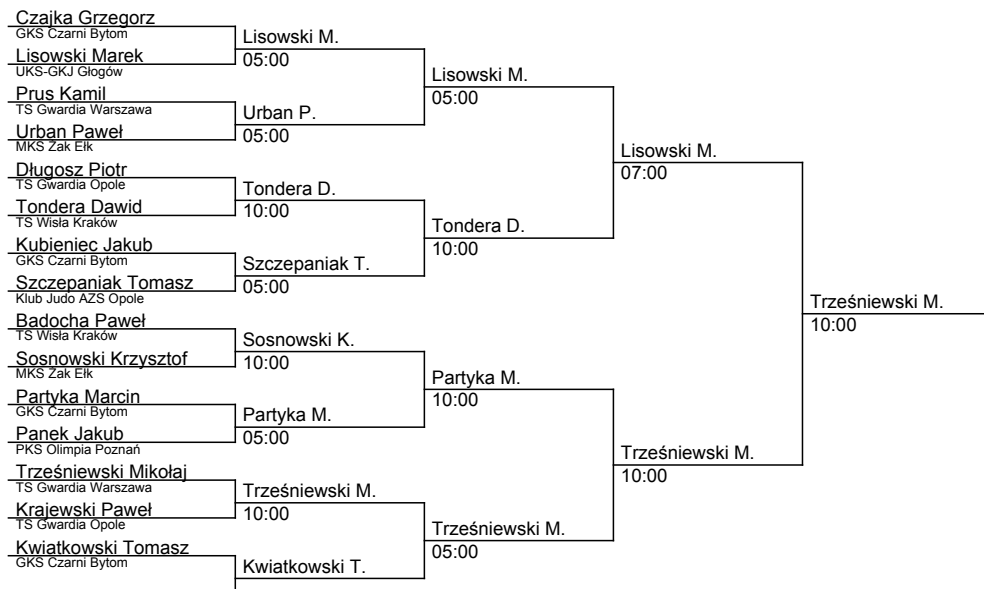 Czajka Grzegorz
GKS Czarni Bytom
Lisowski Marek
UKS-GKJ Głogów
Prus Kamil
TS Gwardia Warszawa
Urban Paweł
MKS Żak Ełk
Długosz Piotr
TS Gwardia Opole
Tondera Dawid
TS Wisła Kraków
Kubieniec Jakub
GKS Czarni Bytom
Szczepaniak Tomasz
Klub Judo AZS Opole
Badocha Paweł
TS Wisła Kraków
Sosnowski Krzysztof
MKS Żak Ełk
Partyka Marcin
GKS Czarni Bytom
Panek Jakub
PKS Olimpia Poznań
Trześniewski Mikołaj
TS Gwardia Warszawa
Krajewski Paweł
TS Gwardia Opole
Kwiatkowski Tomasz
GKS Czarni Bytom
Lisowski M.
05:00
Urban P.
05:00
Tondera D.
10:00
Szczepaniak T.
05:00
Sosnowski K.
10:00
Partyka M.
05:00
Trześniewski M.
10:00
Kwiatkowski T.
Lisowski M.
05:00
Tondera D.
10:00
Partyka M.
10:00
Trześniewski M.
05:00
Lisowski M.
07:00
Trześniewski M.
10:00
Trześniewski M.
10:00